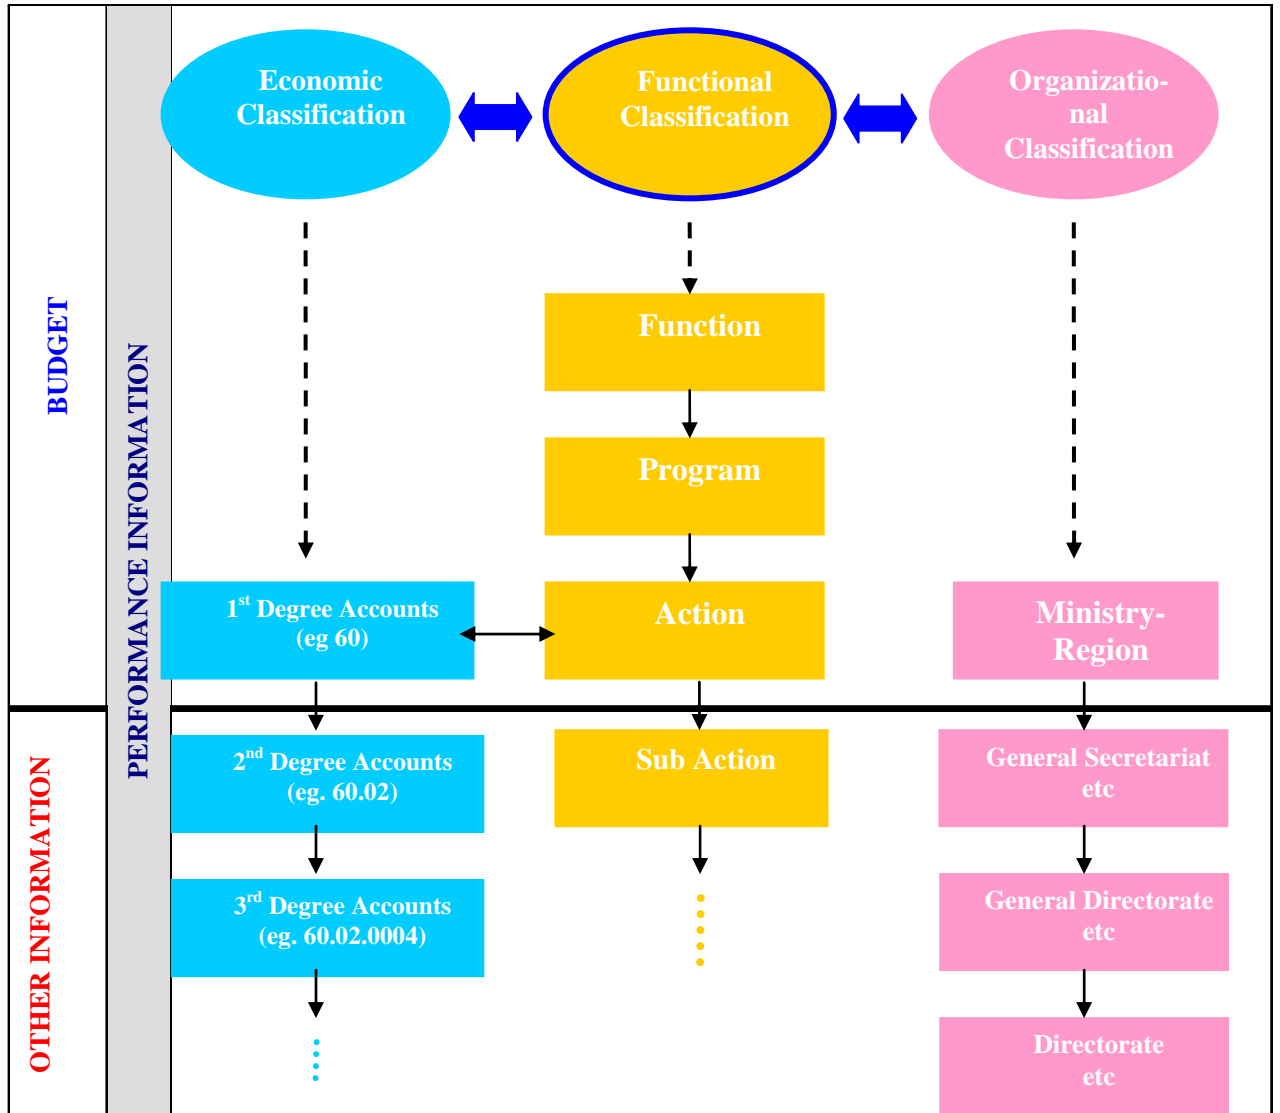 Economic
Classification
Functional
Classification
Organizatio-
nal
Classification
BUDGET
PERFORMANCE INFORMATION
Function
Program
1st Degree Accounts
(eg 60)
Action
Ministry-
Region
OTHER INFORMATION
2nd Degree Accounts
(eg. 60.02)
Sub Action
General Secretariat
etc
3rd Degree Accounts
(eg. 60.02.0004)
General Directorate
etc
Directorate
etc